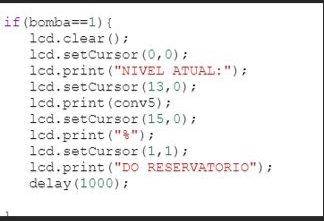 if(bomba==1){
lcd.clear();
lcd.setCursor(0,0);
lcd.print("NIVEL ATUAL:");
lcd.setCursor(13,0);
lcd.print(conv5);
lcd.setCursor(15,0);
lcd.print("%");
lcd.setCursor(1,1);
lcd.print("DO RESERVATORIO");
delay(1000);